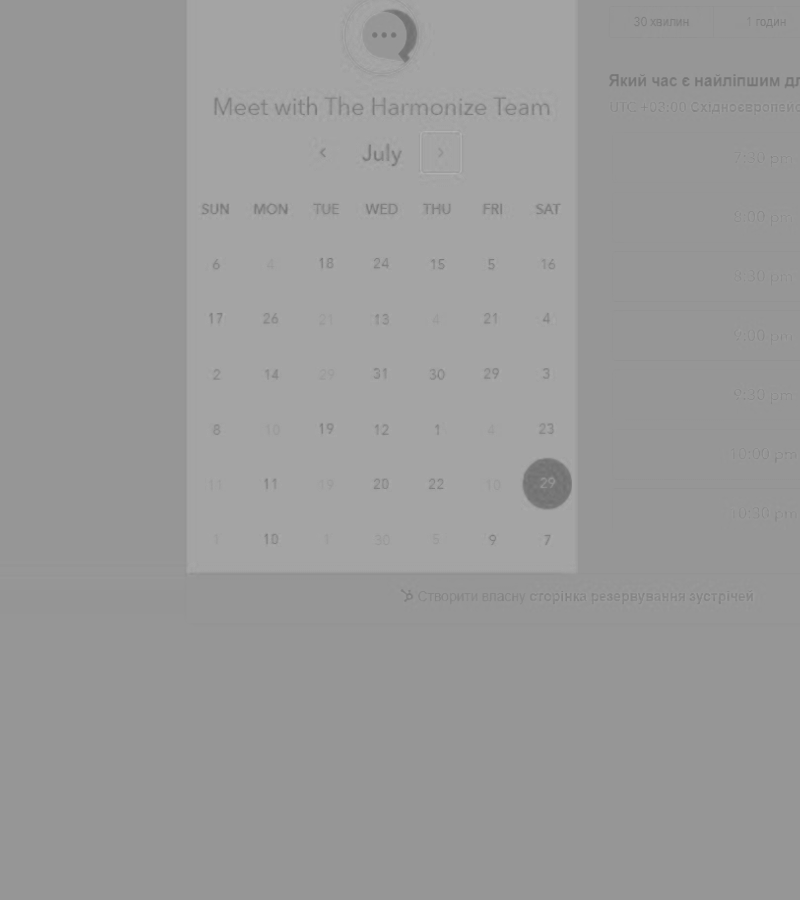 Meet with The Harmonize Team
July
SUN MON TUE WED THU FRI SAT
6 4 18 24 15 5 16
17 26 21 13 4 21 4
2 14 29 31 30 29 3
8 10 19 12 1 4 23
11 11 19 20 22 10 29
1 10 1 30 5 9 7
30 хвилин 1 годин
Який час є найліпшим
UTC +03:00
7:30 pm
8:00 pm
8:30 pm
9:00 pm
9:30 pm
10:00 pm
10:30 pm
Створити власну сторінка резервування зустрічей